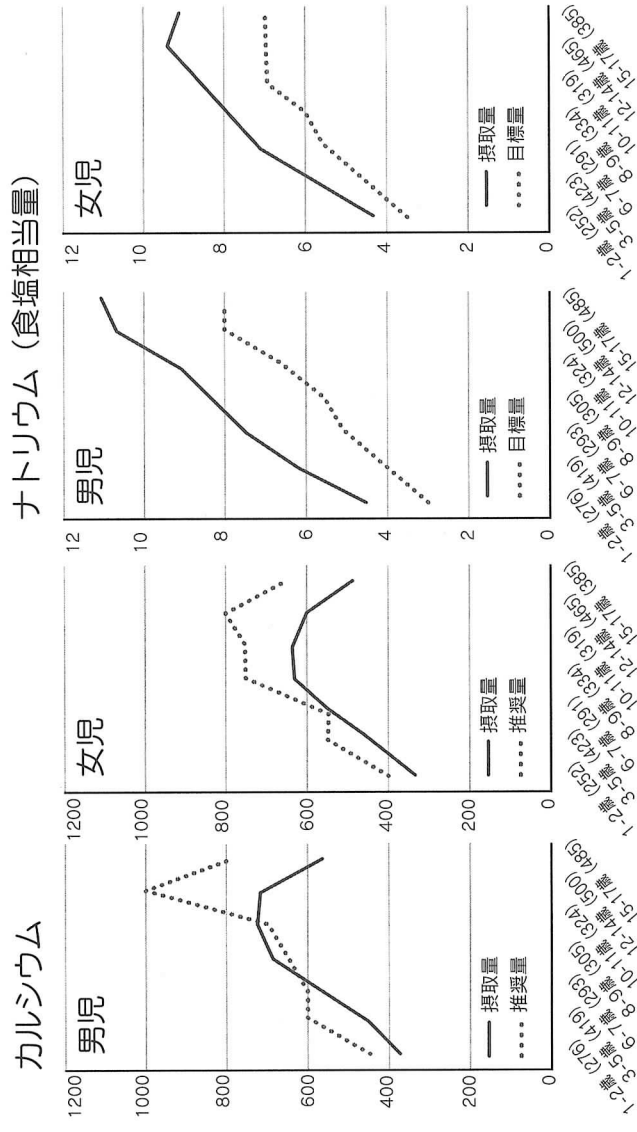 カルシウム
男児
1200
1000
800
600
400
200
0
摂取量
推奨量
1-2歳 (276)
3-5歳 (419)
6-7歳 (293)
8-9歳 (305)
10-11歳 (324)
12-14歳 (500)
15-17歳 (485)
女児
1200
1000
800
600
400
200
0
摂取量
推奨量
1-2歳 (252)
3-5歳 (423)
6-7歳 (291)
8-9歳 (334)
10-11歳 (319)
12-14歳 (465)
15-17歳 (385)
ナトリウム（食塩相当量）
男児
12
10
8
6
4
2
0
摂取量
目標量
1-2歳 (276)
3-5歳 (419)
6-7歳 (293)
8-9歳 (305)
10-11歳 (324)
12-14歳 (500)
15-17歳 (485)
女児
12
10
8
6
4
2
0
摂取量
目標量
1-2歳 (252)
3-5歳 (423)
6-7歳 (291)
8-9歳 (334)
10-11歳 (319)
12-14歳 (465)
15-17歳 (385)